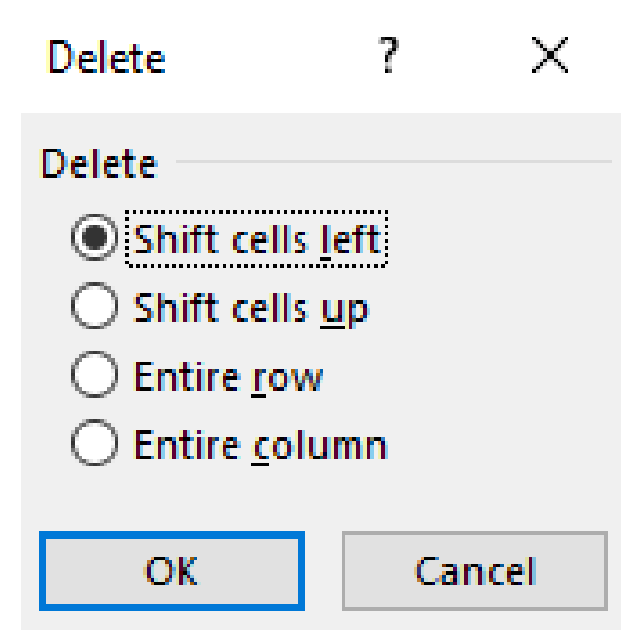 Delete ?
Delete
Shift cells left
Shift cells up
Entire row
Entire column
OK Cancel